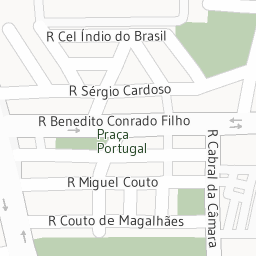 R Cel Índio do Brasil
R Sérgio Cardoso
R Benedito Conrado Filho
Praça
Portugal
R Cabral da Câmara
R Miguel Couto
R Couto de Magalhães